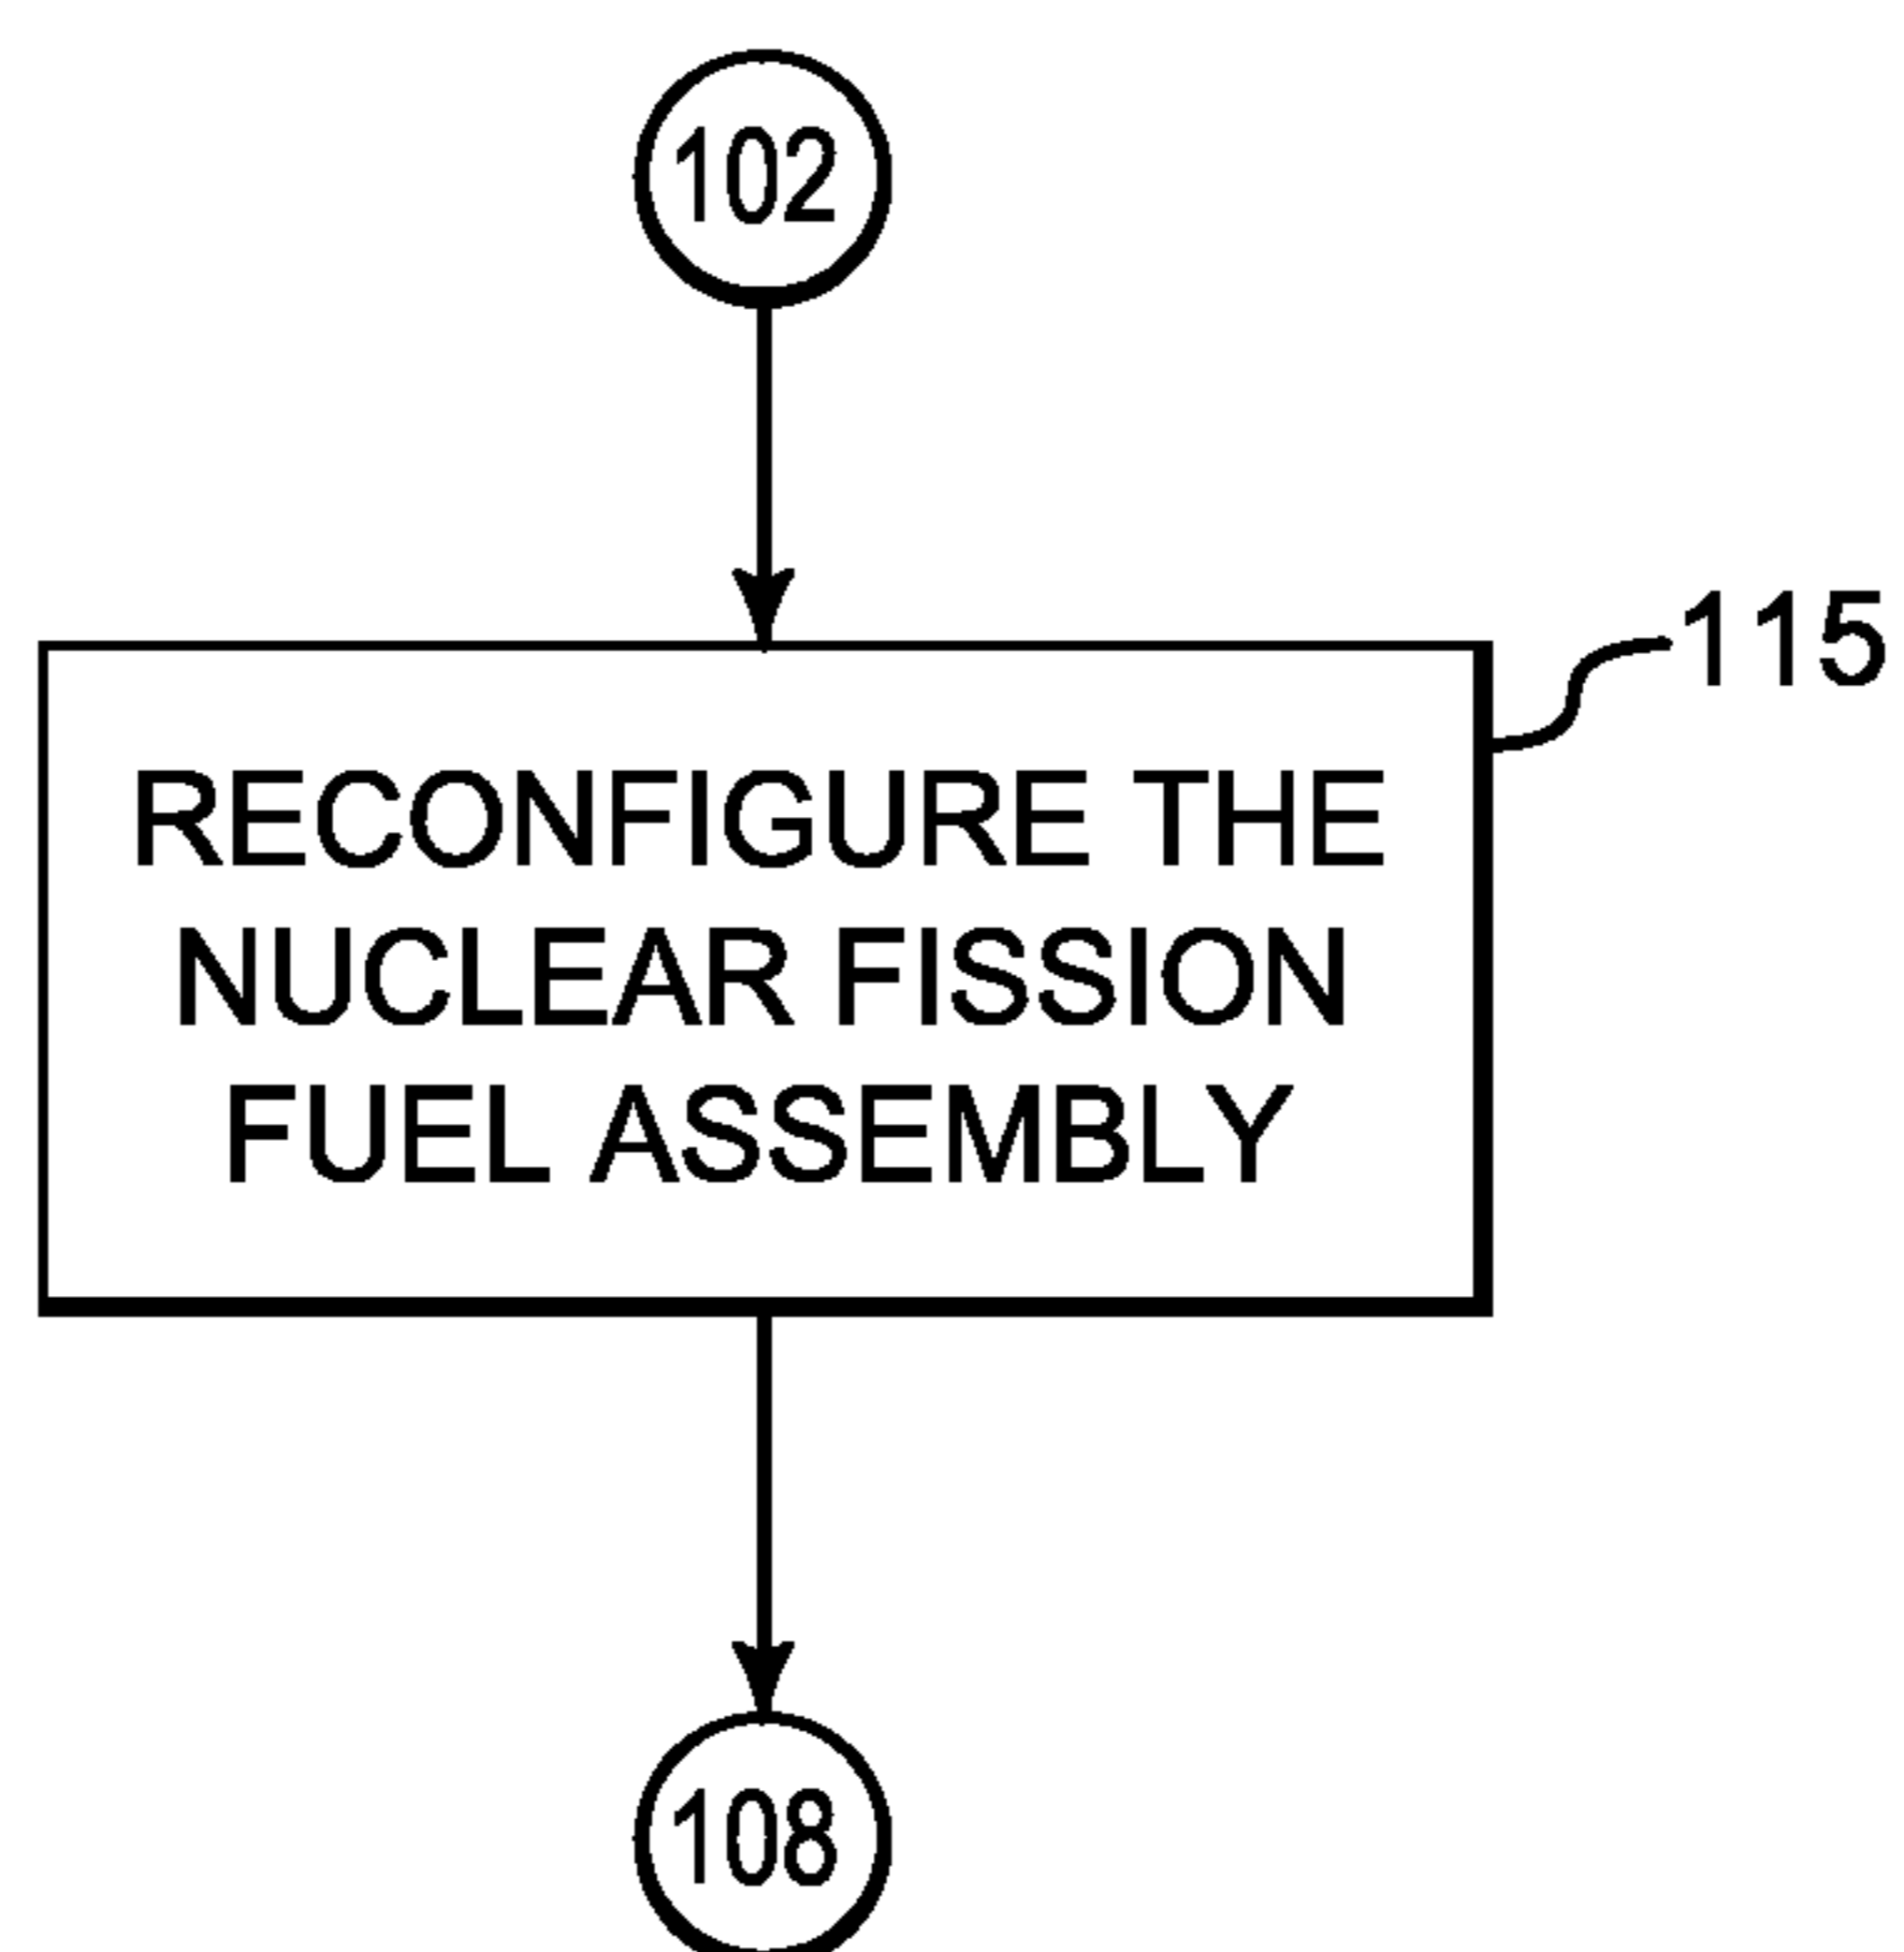 102
115
RECONFIGURE THE
NUCLEAR FISSION
FUEL ASSEMBLY
108